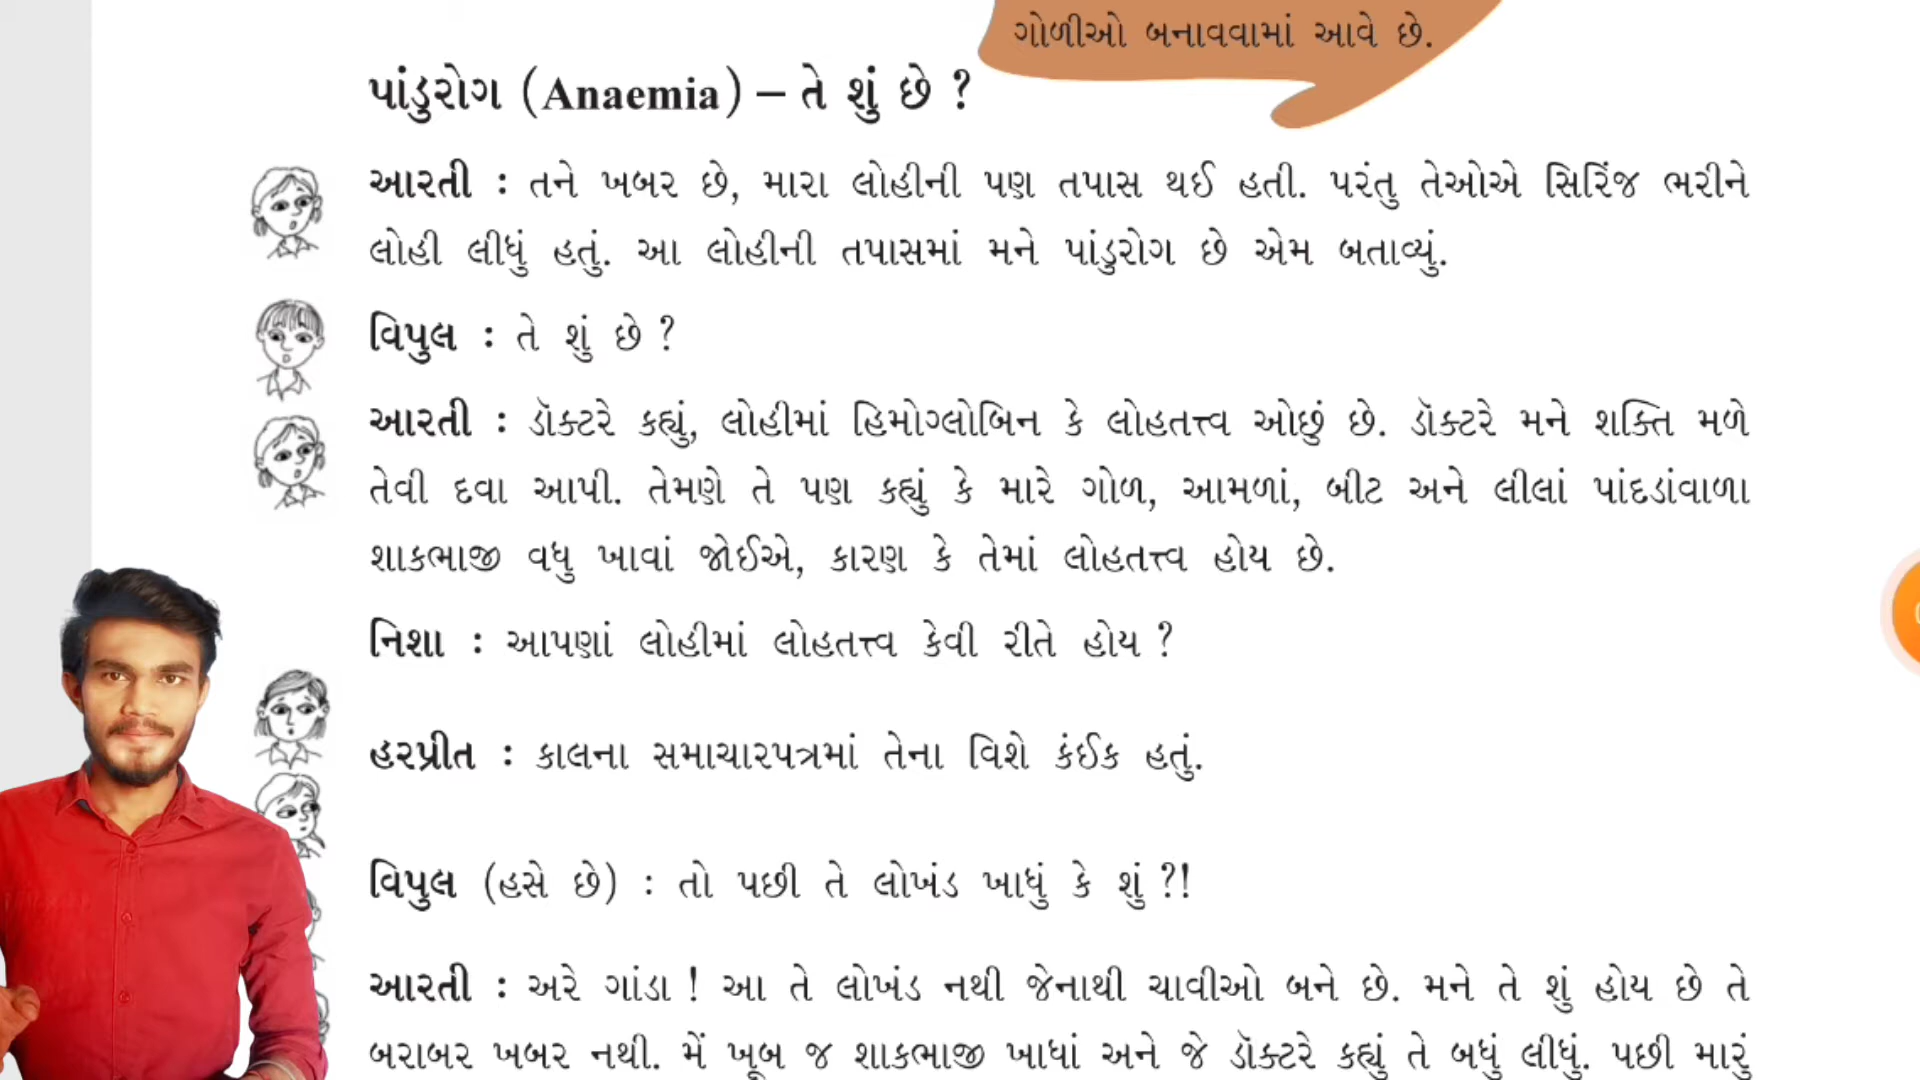 ગોળીઓ બનાવવામાં આવે છે.
પાંડુરોગ (Anaemia) – તે શું છે ?
આરતી : તને ખબર છે, મારા લોહીની પણ તપાસ થઈ હતી. પરંતુ તેઓએ સિરિંજ ભરીને
લોહી લીધું હતું. આ લોહીની તપાસમાં મને પાંડુરોગ છે એમ બતાવ્યું.
વિપુલ : તે શું છે ?
આરતી : ડૉક્ટરે કહ્યું, લોહીમાં હિમોગ્લોબિન કે લોહતત્ત્વ ઓછું છે. ડૉક્ટરે મને શક્તિ મળે
તેવી દવા આપી. તેમણે તે પણ કહ્યું કે મારે ગોળ, આમળાં, બીટ અને લીલાં પાંદડાંવાળા
શાકભાજી વધુ ખાવાં જોઈએ, કારણ કે તેમાં લોહતત્ત્વ હોય છે.
નિશા : આપણાં લોહીમાં લોહતત્ત્વ કેવી રીતે હોય ?
હરપ્રીત : કાલના સમાચારપત્રમાં તેના વિશે કંઈક હતું.
વિપુલ (હસે છે) : તો પછી તે લોખંડ ખાધું કે શું ?!
આરતી : અરે ગાંડા ! આ તે લોખંડ નથી જેનાથી ચાવીઓ બને છે. મને તે શું હોય છે તે
બરાબર ખબર નથી. મેં ખૂબ જ શાકભાજી ખાધાં અને જે ડૉક્ટરે કહ્યું તે બધું લીધું. પછી મારું